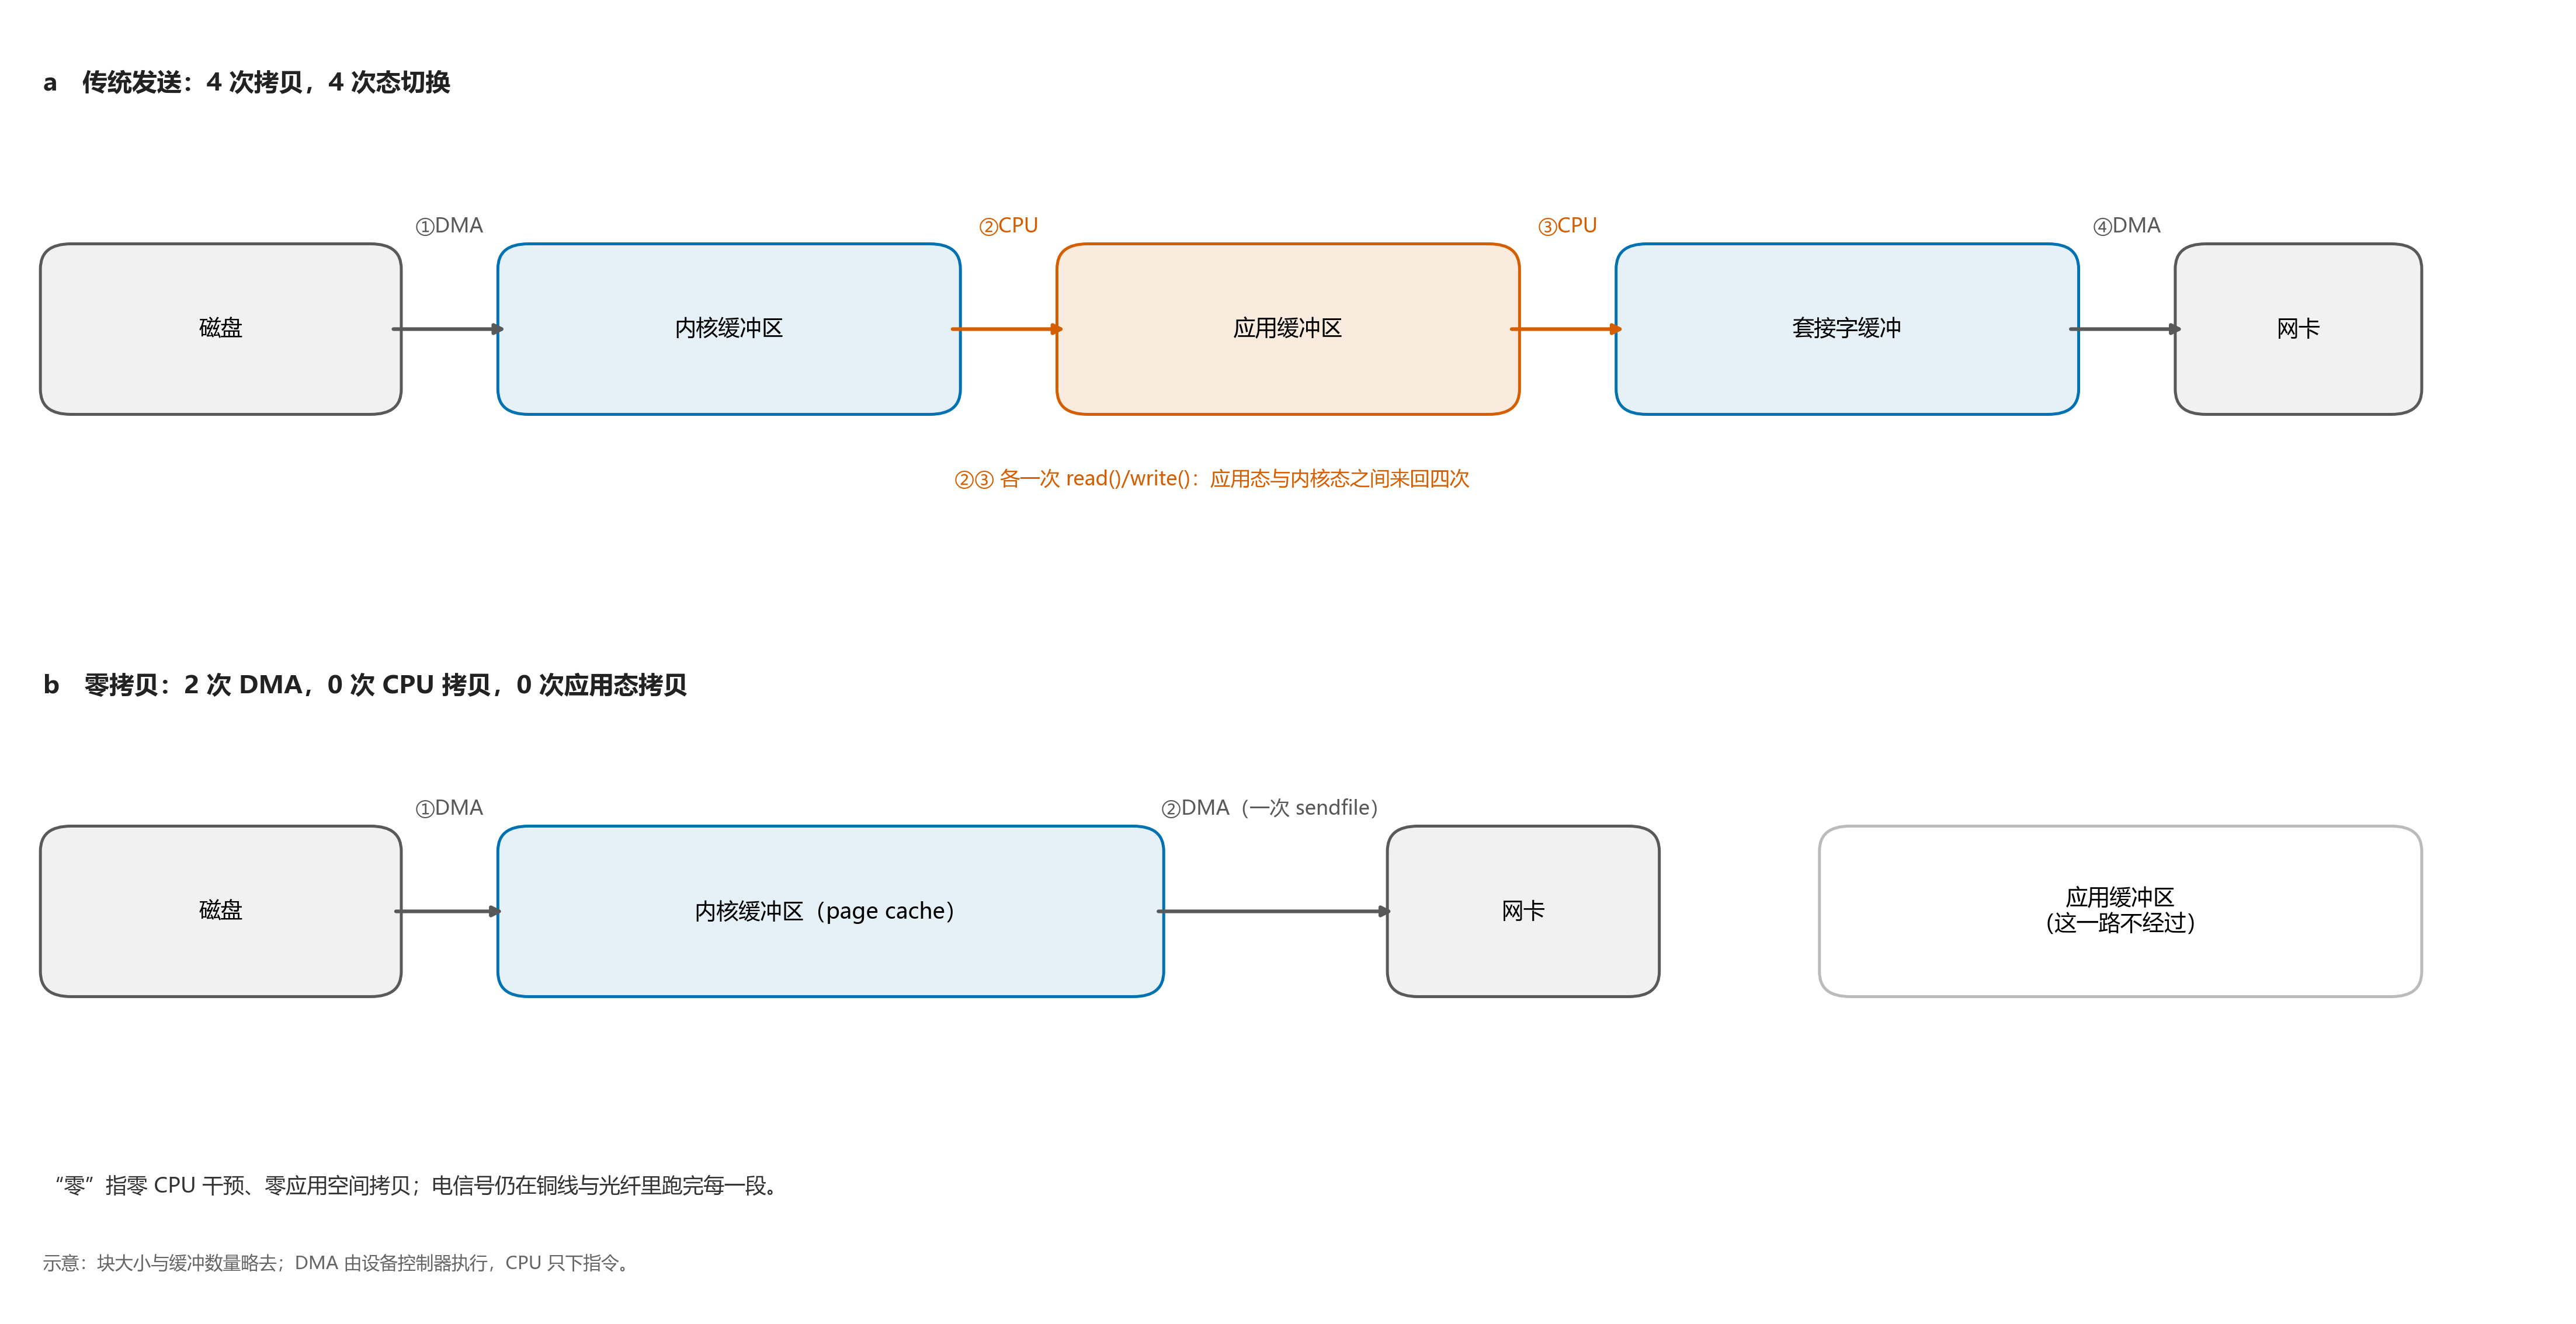 a 传统发送：4 次拷贝，4 次态切换
①DMA
②CPU
③CPU
④DMA
磁盘
内核缓冲区
应用缓冲区
套接字缓冲
网卡
②③ 各一次 read()/write()：应用态与内核态之间来回四次
b 零拷贝：2 次 DMA，0 次 CPU 拷贝，0 次应用态拷贝
①DMA
②DMA（一次 sendfile）
磁盘
内核缓冲区（page cache）
网卡
应用缓冲区
（这一路不经过）
“零”指零 CPU 干预、零应用空间拷贝；电信号仍在铜线与光纤里跑完每一段。
示意：块大小与缓冲数量略去；DMA 由设备控制器执行，CPU 只下指令。